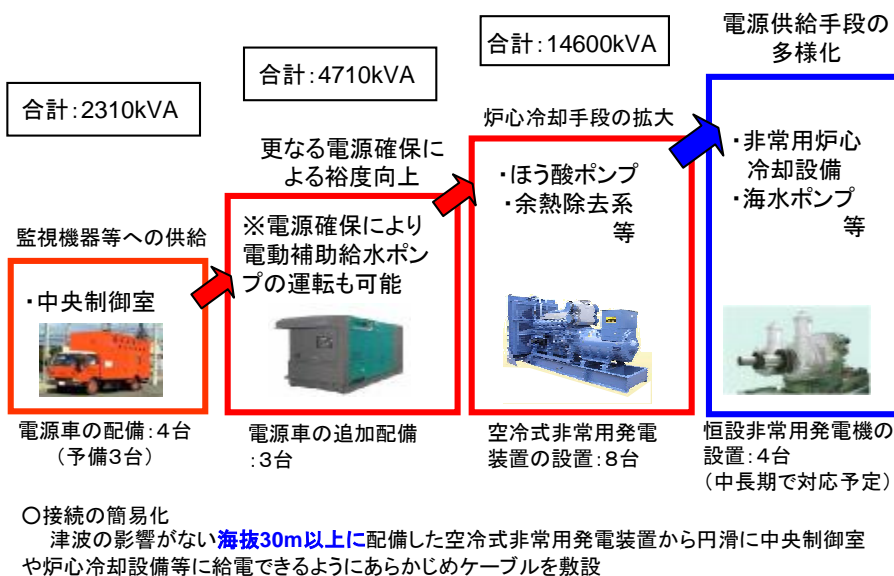 合計:2310kVA
監視機器等への供給
・中央制御室
電源車の配備:4台
(予備3台)
合計:4710kVA
更なる電源確保に
よる裕度向上
※電源確保により
電動補助給水ポン
プの運転も可能
電源車の追加配備
:3台
合計:14600kVA
炉心冷却手段の拡大
・ほう酸ポンプ
・余熱除去系
等
空冷式非常用発電
装置の設置:8台
電源供給手段の
多様化
・非常用炉心
冷却設備
・海水ポンプ
等
恒設非常用発電機の
設置:4台
(中長期で対応予定)
○接続の簡易化
津波の影響がない海抜30m以上に配備した空冷式非常用発電装置から円滑に中央制御室
や炉心冷却設備等に給電できるようにあらかじめケーブルを敷設